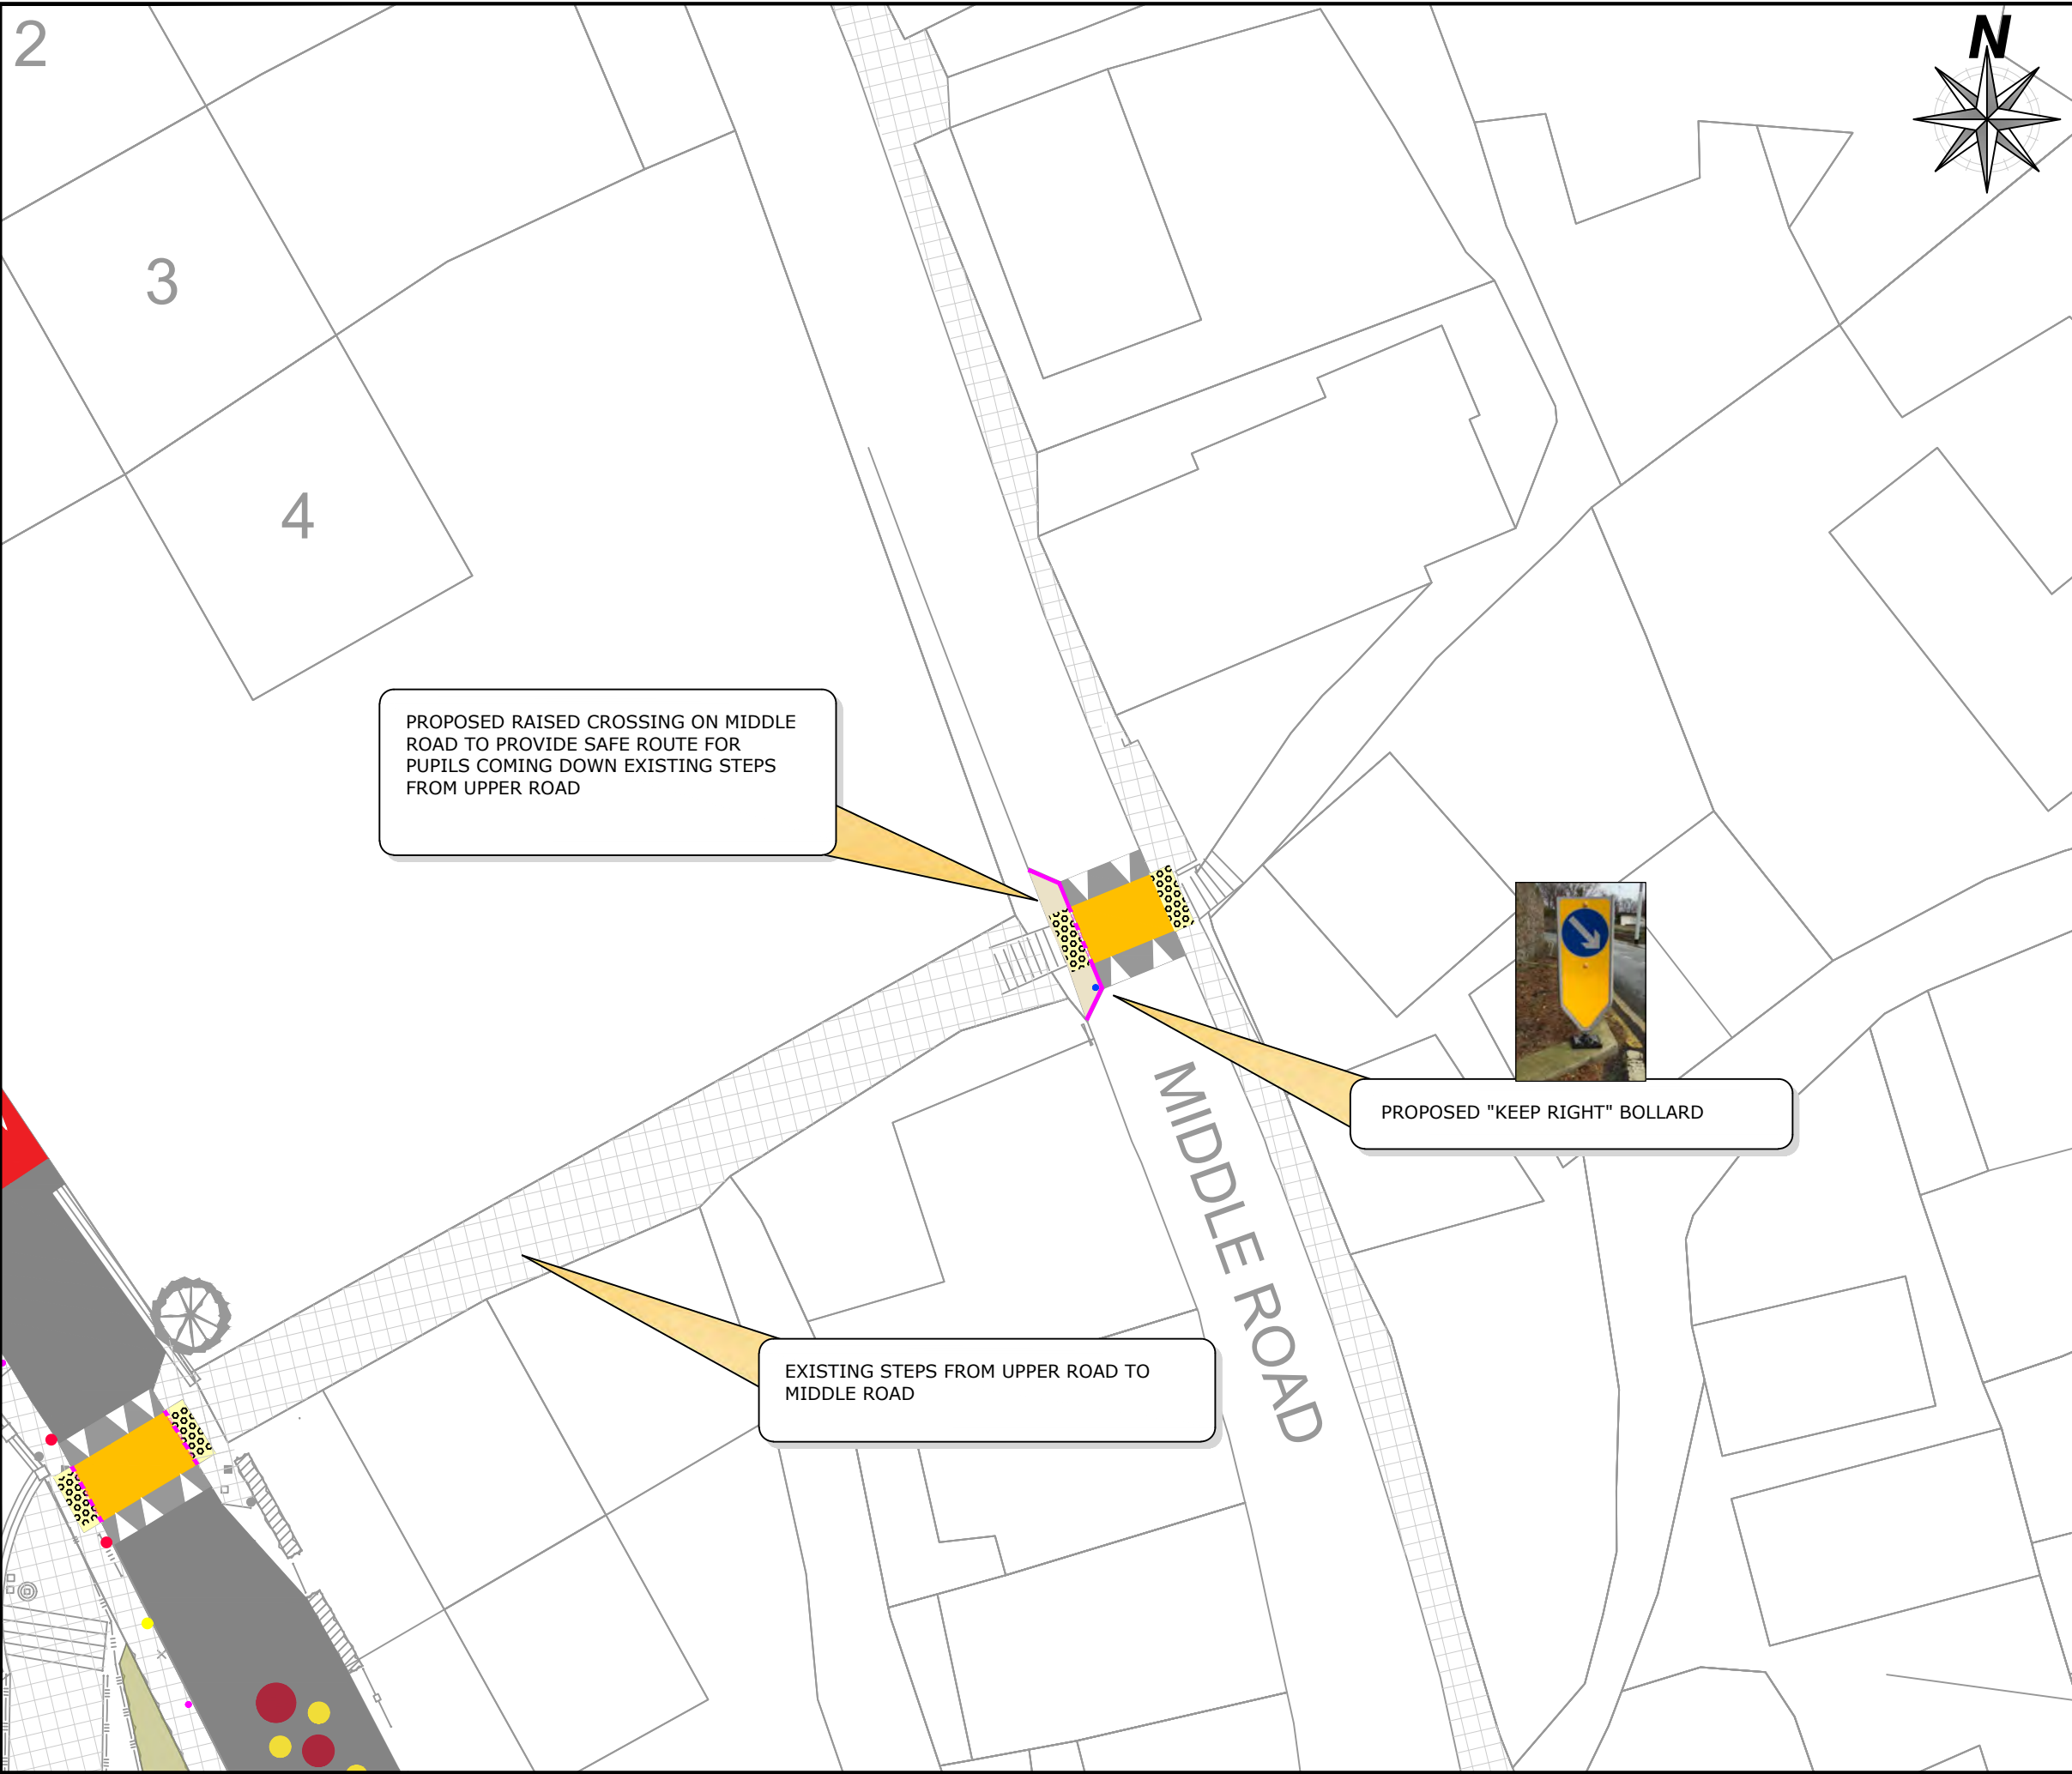 2
N
3
4
PROPOSED RAISED CROSSING ON MIDDLE
ROAD TO PROVIDE SAFE ROUTE FOR
PUPILS COMING DOWN EXISTING STEPS
FROM UPPER ROAD
PROPOSED "KEEP RIGHT" BOLLARD
MIDDLE ROAD
EXISTING STEPS FROM UPPER ROAD TO
MIDDLE ROAD